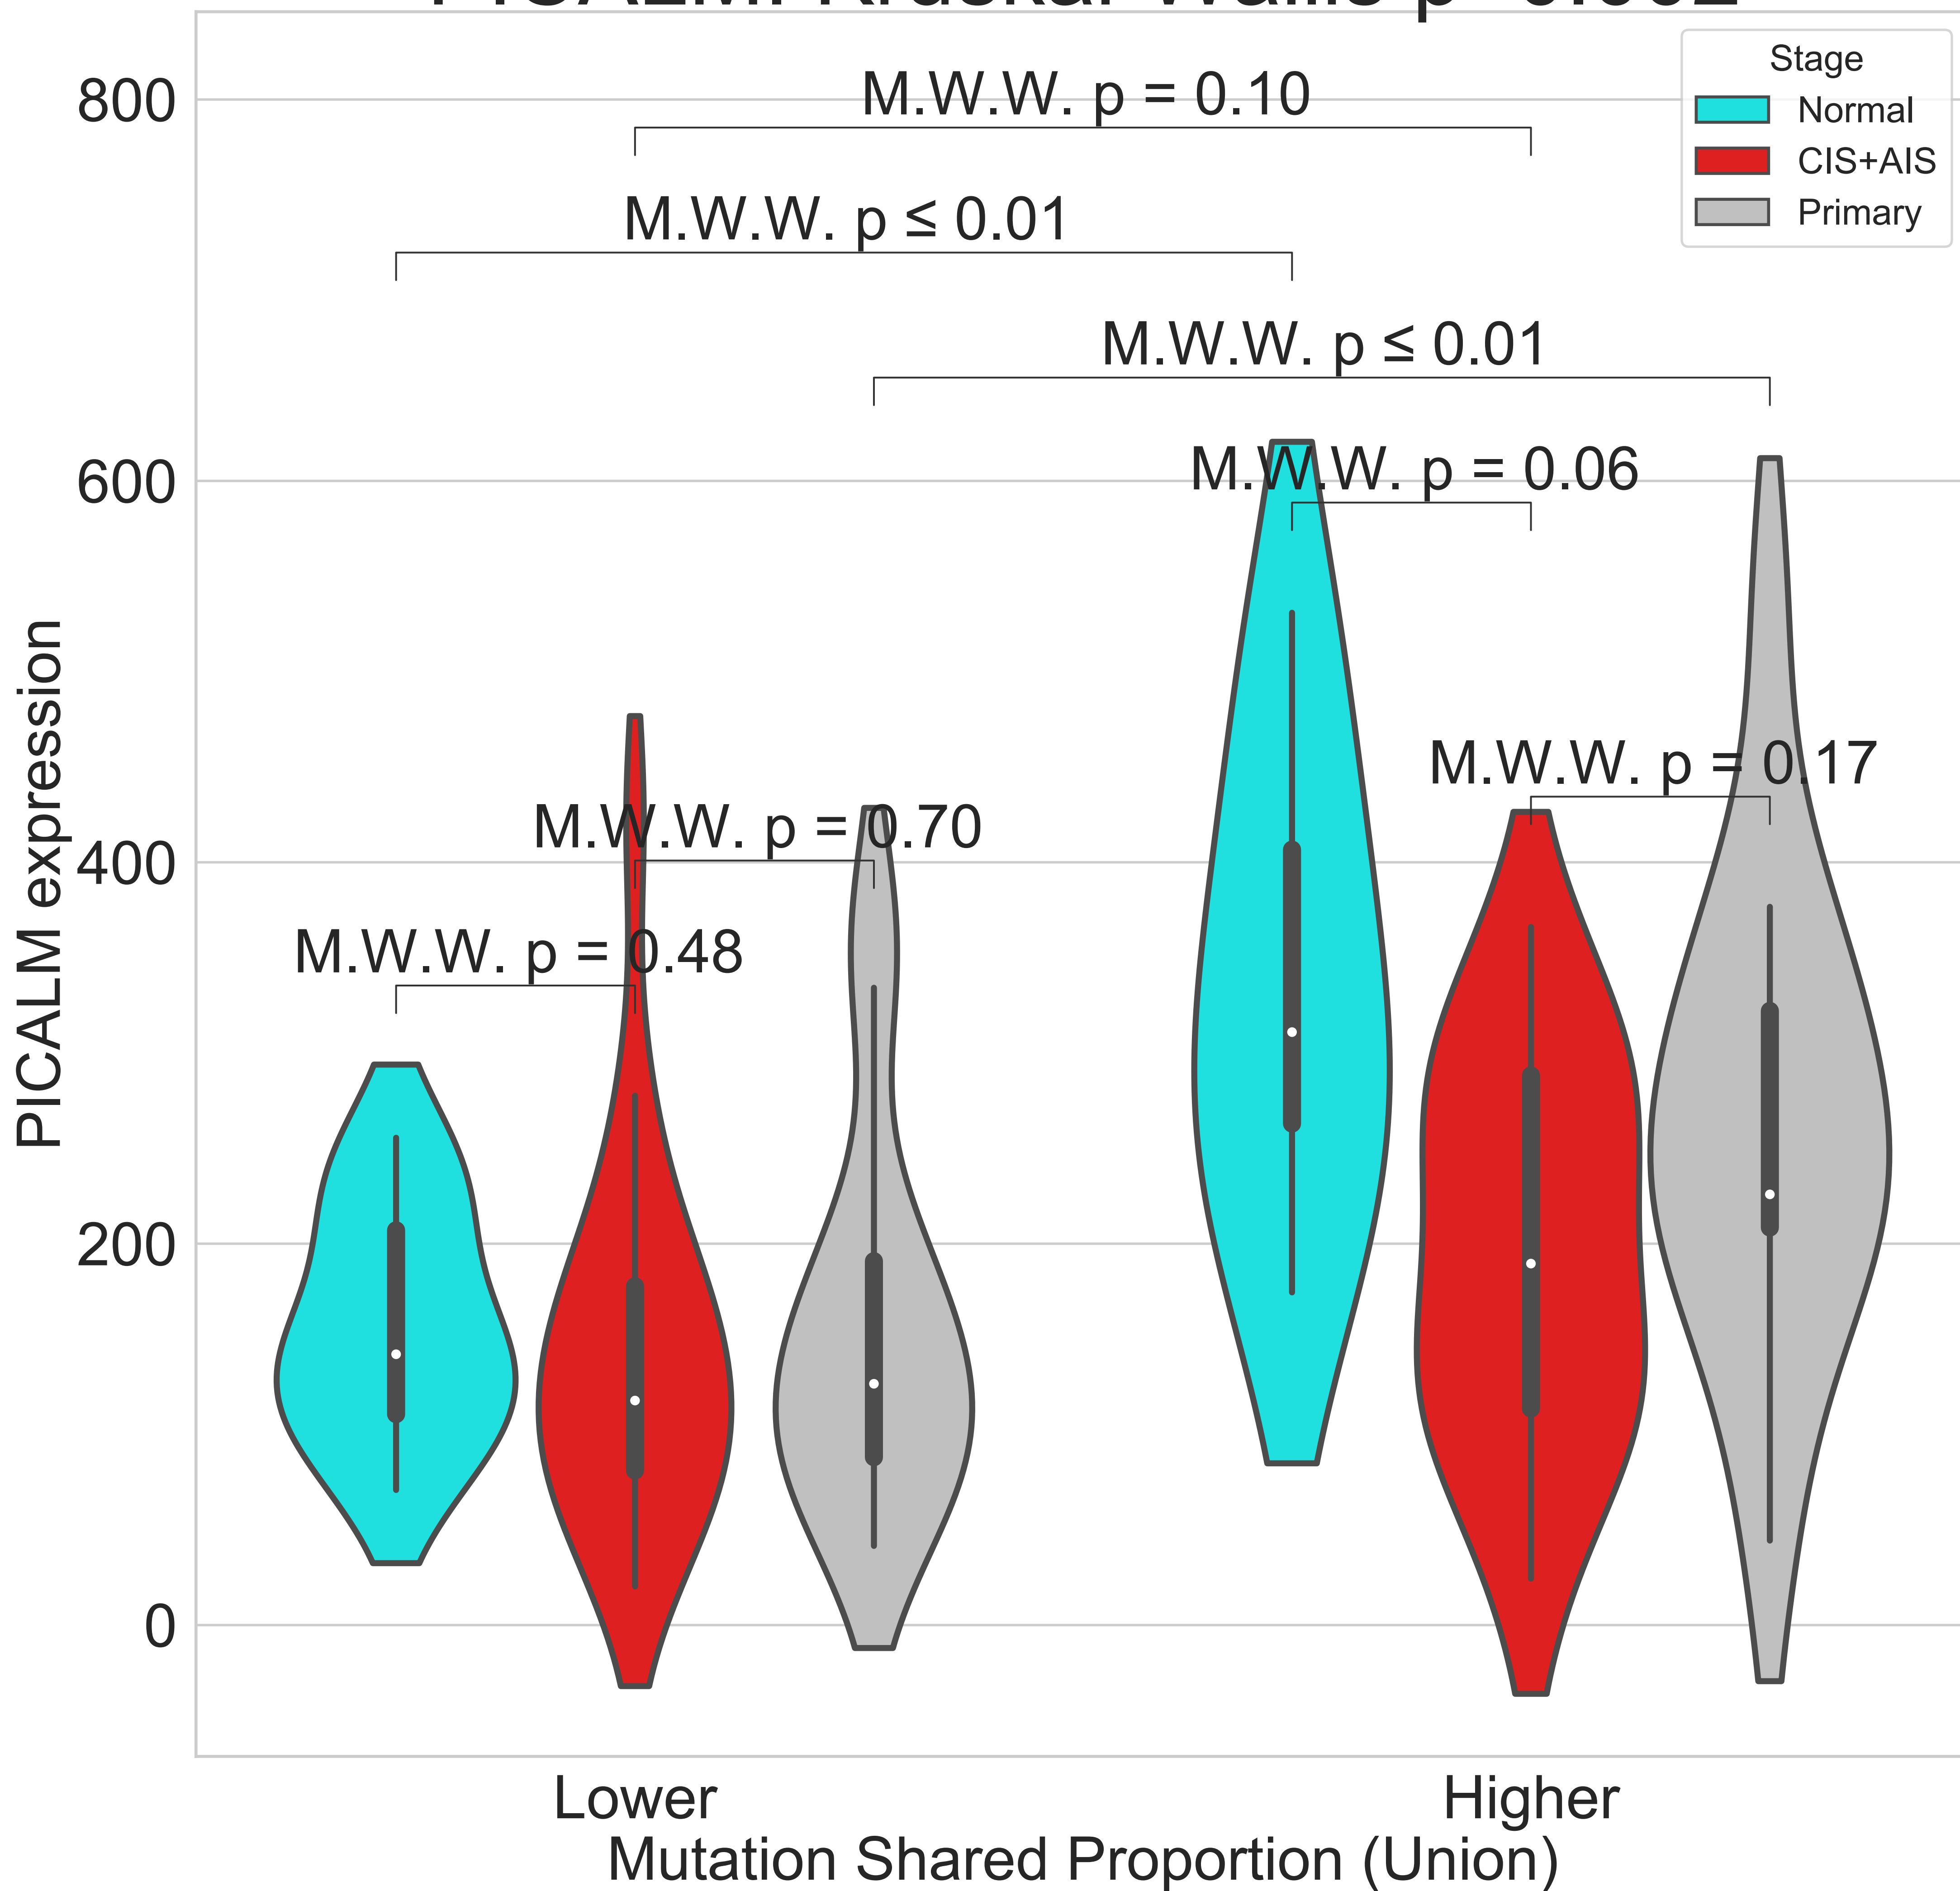 Stage
Normal
CIS+AIS
Primary
M.W.W. p = 0.10
M.W.W. p ≤ 0.01
M.W.W. p ≤ 0.01
M.W.W. p = 0.06
M.W.W. p = 0.17
M.W.W. p = 0.70
M.W.W. p = 0.48
800
600
400
200
0
PICALM expression
Lower
Higher
Mutation Shared Proportion (Union)